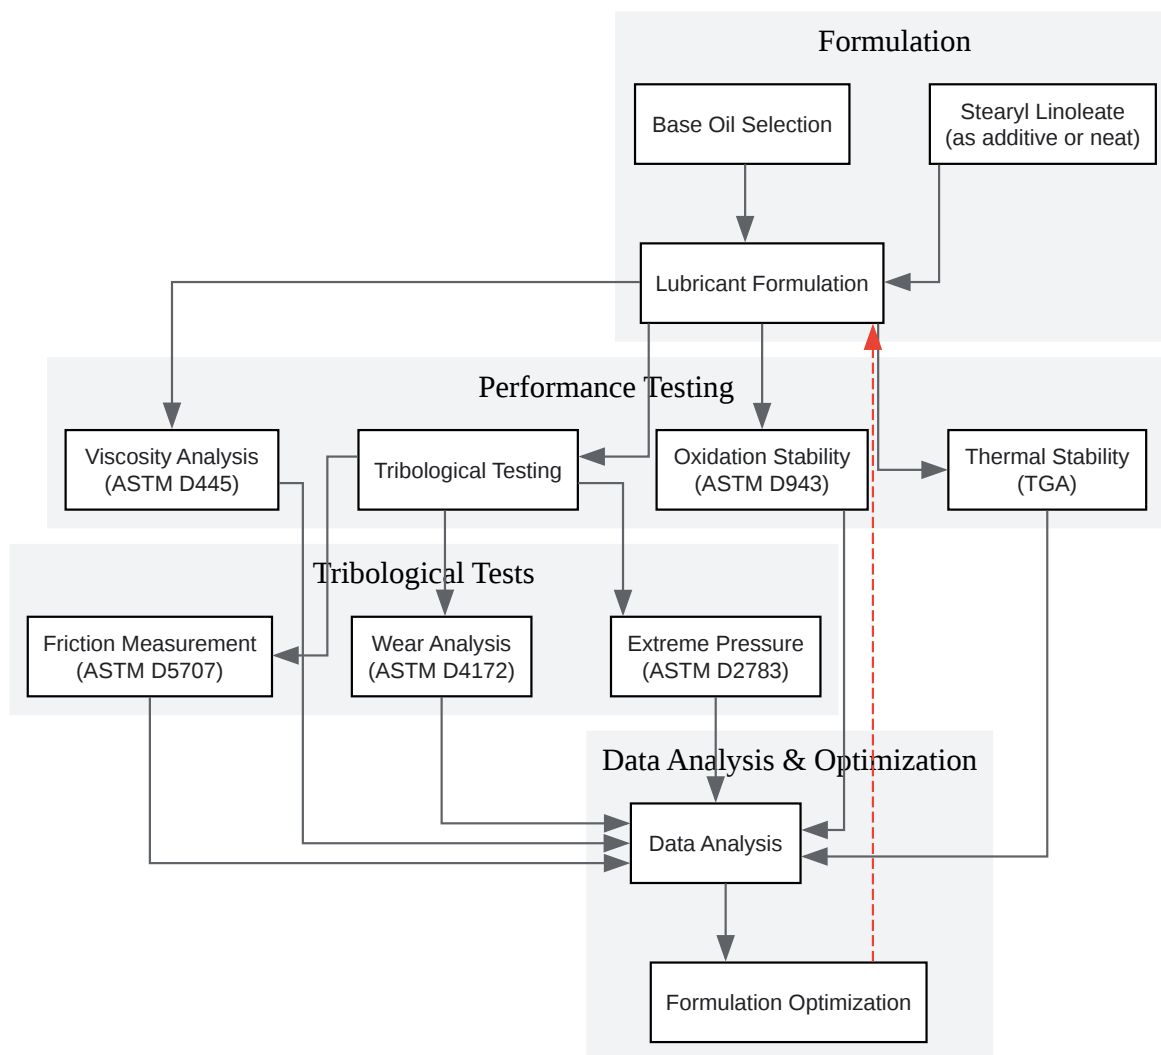 Formulation
Base Oil Selection
Stearyl Linoleate
(as additive or neat)
Lubricant Formulation
Performance Testing
Viscosity Analysis
(ASTM D445)
Tribological Testing
Oxidation Stability
(ASTM D943)
Thermal Stability
(TGA)
Tribological Tests
Friction Measurement
(ASTM D5707)
Wear Analysis
(ASTM D4172)
Extreme Pressure
(ASTM D2783)
Data Analysis & Optimization
Data Analysis
Formulation Optimization